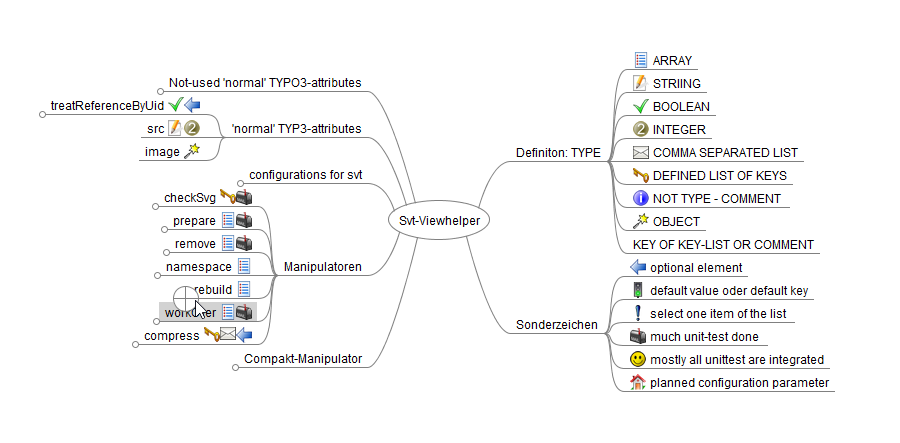 Not-used 'normal' TYPO3-attributes
treatReferenceByUid
'normal' TYP3-attributes
src
2
image
configurations for svt
checkSvg
prepare
remove
namespace
Manipulatoren
rebuild
compress
Compakt-Manipulator
Svt-Viewhelper
Definiton: TYPE
ARRAY
STRIING
BOOLEAN
2 INTEGER
COMMA SEPARATED LIST
DEFINED LIST OF KEYS
i NOT TYPE - COMMENT
OBJECT
KEY OF KEY-LIST OR COMMENT
Sonderzeichen
optional element
default value oder default key
! select one item of the list
much unit-test done
mostly all unittest are integrated
planned configuration parameter